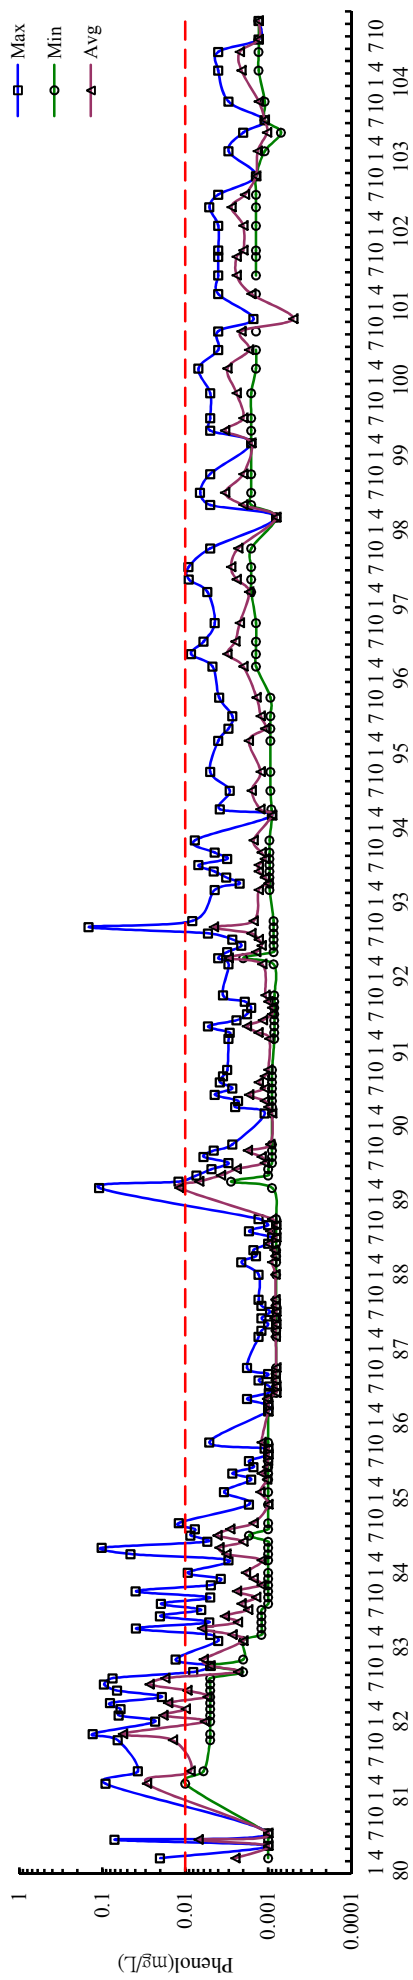 Max
Min
Avg
Phenol(mg/L)
1
0.1
0.01
0.001
0.0001
1 4 7 10 1 4 7 10 1 4 7 10 1 4 7 10 1 4 7 10 1 4 7 10 1 4 7 10 1 4 7 10 1 4 7 10 1 4 7 10 1 4 7 10 1 4 7 10 1 4 7 10 1 4 7 10 1 4 7 10 1 4 7 10 1 4 7 10 1 4 7 10 1 4 7 10 1 4 7 10 1 4 7 10 1 4 7 10 1 4 7 10 1 4 7 10 1 4 7 10
80 81 82 83 84 85 86 87 88 89 90 91 92 93 94 95 96 97 98 99 100 101 102 103 104